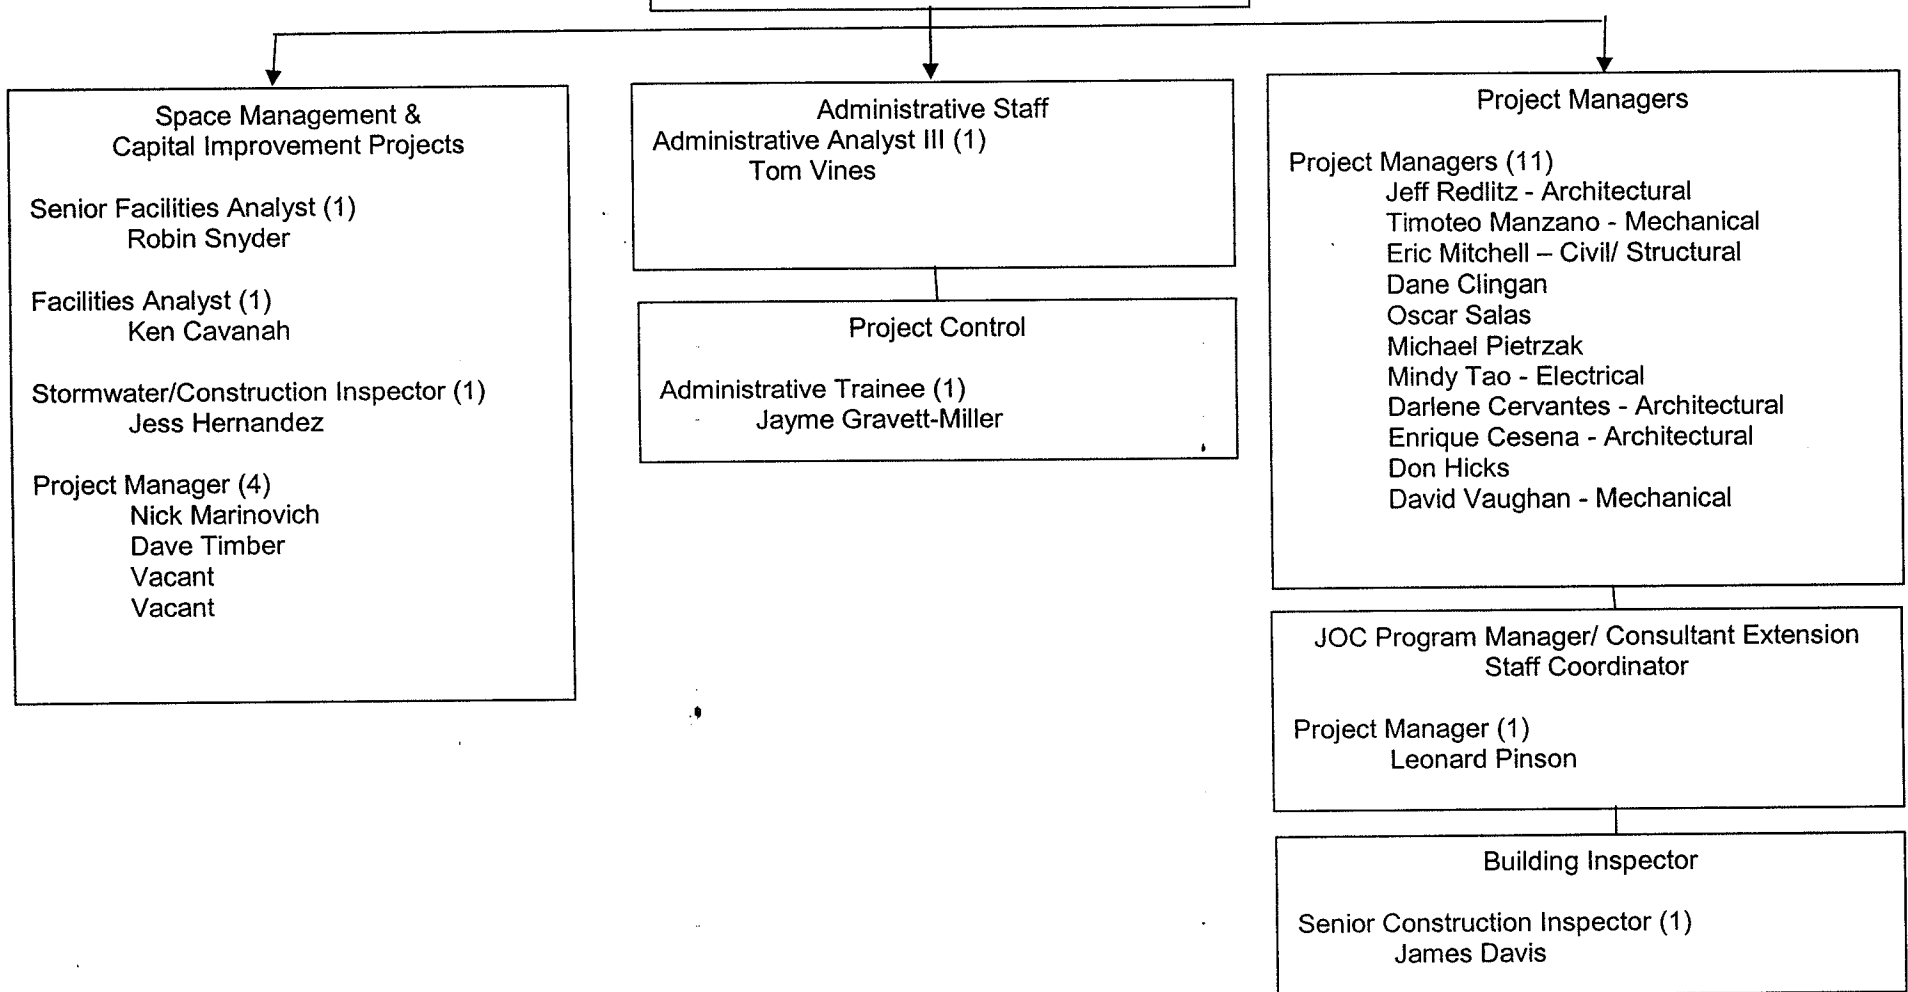 Space Management &
Capital Improvement Projects
Senior Facilities Analyst (1)
Robin Snyder
Facilities Analyst (1)
Ken Cavanah
Stormwater/Construction Inspector (1)
Jess Hernandez
Project Manager (4)
Nick Marinovich
Dave Timber
Vacant
Vacant
Administrative Staff
Administrative Analyst III (1)
Tom Vines
Project Control
Administrative Trainee (1)
Jayme Gravett-Miller
Project Managers
Project Managers (11)
Jeff Redlitz - Architectural
Timoteo Manzano - Mechanical
Eric Mitchell – Civil/ Structural
Dane Clingan
Oscar Salas
Michael Pietrzak
Mindy Tao - Electrical
Darlene Cervantes - Architectural
Enrique Cesena - Architectural
Don Hicks
David Vaughan - Mechanical
JOC Program Manager/ Consultant Extension
Staff Coordinator
Project Manager (1)
Leonard Pinson
Building Inspector
Senior Construction Inspector (1)
James Davis